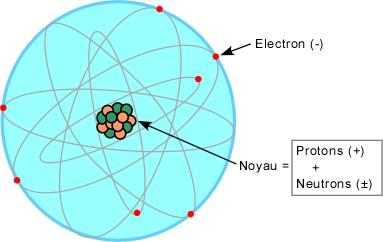 Electron (-)
Noyau =
Protons (+)
+
Neutrons (±)